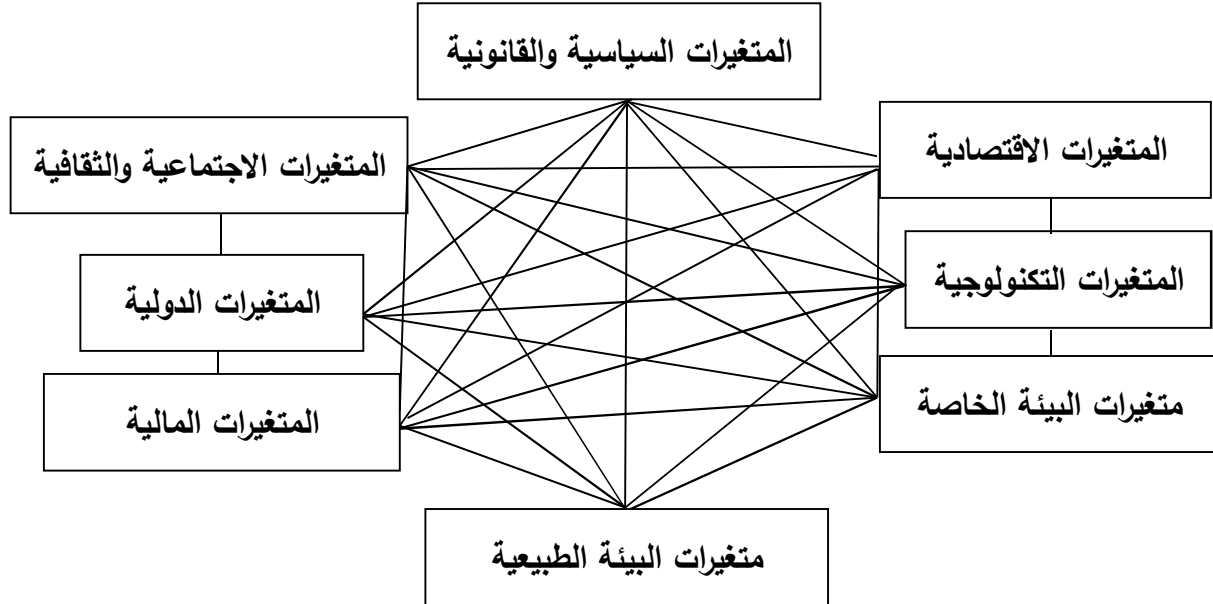 المتغيرات السياسية والقانونية
المتغيرات الاقتصادية
المتغيرات الاجتماعية والثقافية
المتغيرات التكنولوجية
المتغيرات الدولية
متغيرات البيئة الخاصة
المتغيرات المالية
متغيرات البيئة الطبيعية